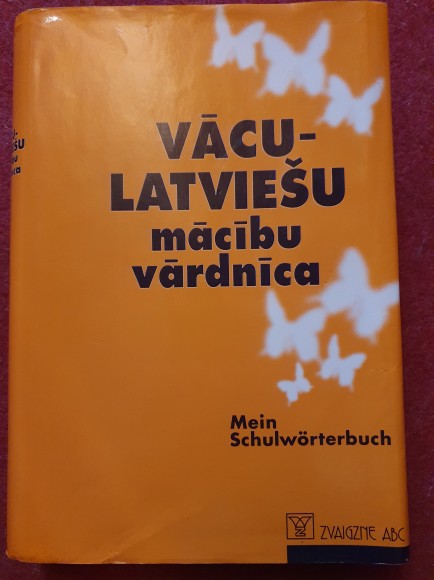 VĀCU-
LATVIEŠU
mācību
vārdnīca
Mein
Schulwörterbuch
ZVAIGZNE ABC